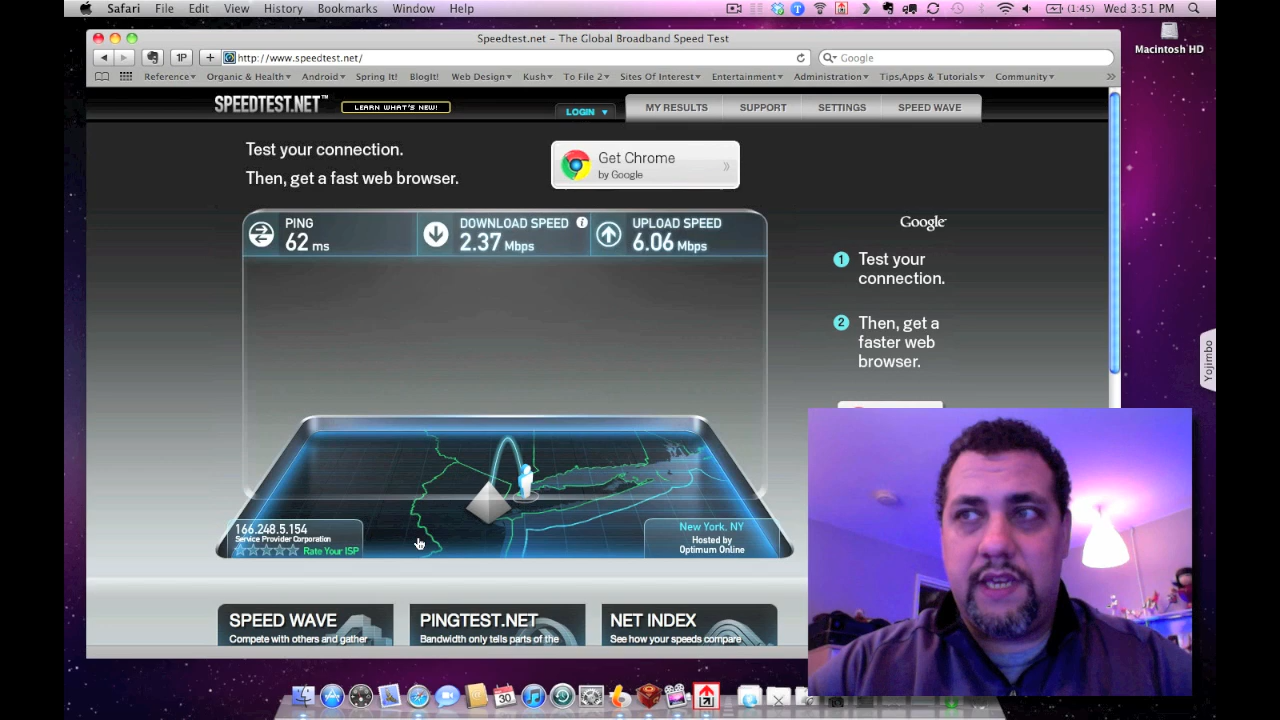 Safari File Edit View History Bookmarks Window Help
(1:45) Wed 3:51 PM
Speedtest.net – The Global Broadband Speed Test
Macintosh HD
1P
http://www.speedtest.net/
Google
Reference Organic & Health Android Spring It! BlogIt! Web Design Kush To File 2 Sites Of Interest Entertainment Administration Tips,Apps & Tutorials Community
SPEEDTEST.NET™
LEARN WHAT'S NEW!
LOGIN
MY RESULTS
SUPPORT
SETTINGS
SPEED WAVE
Test your connection.
Then, get a fast web browser.
Get Chrome
by Google
PING
62 ms
DOWNLOAD SPEED
2.37 Mbps
UPLOAD SPEED
6.06 Mbps
Google
1 Test your
connection.
2 Then, get a
faster web
browser.
Yojimbo
166.248.5.154
Service Provider Corporation
Rate Your ISP
New York, NY
Hosted by
Optimum Online
SPEED WAVE
Compete with others and gather
PINGTEST.NET
Bandwidth only tells parts of the
NET INDEX
See how your speeds compare
30